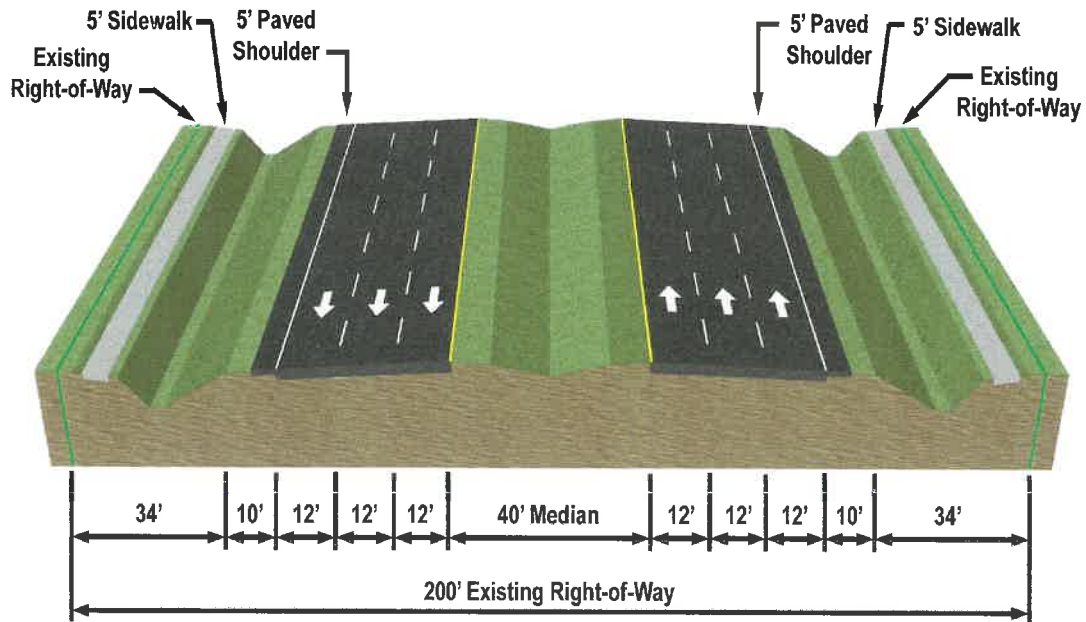 5' Sidewalk
5' Paved
Shoulder
Existing
Right-of-Way
5' Paved
Shoulder
5' Sidewalk
Existing
Right-of-Way
34'
10'
12'
12'
12'
40' Median
12'
12'
12'
10'
34'
200' Existing Right-of-Way